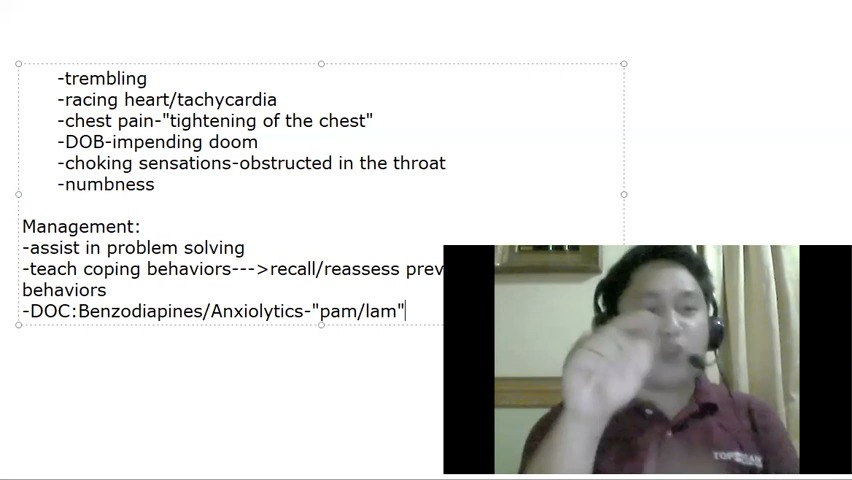 -trembling
-racing heart/tachycardia
-chest pain-"tightening of the chest"
-DOB-impending doom
-choking sensations-obstructed in the throat
-numbness
Management:
-assist in problem solving
-teach coping behaviors--->recall/reassess prev
behaviors
-DOC:Benzodiapines/Anxiolytics-"pam/lam"